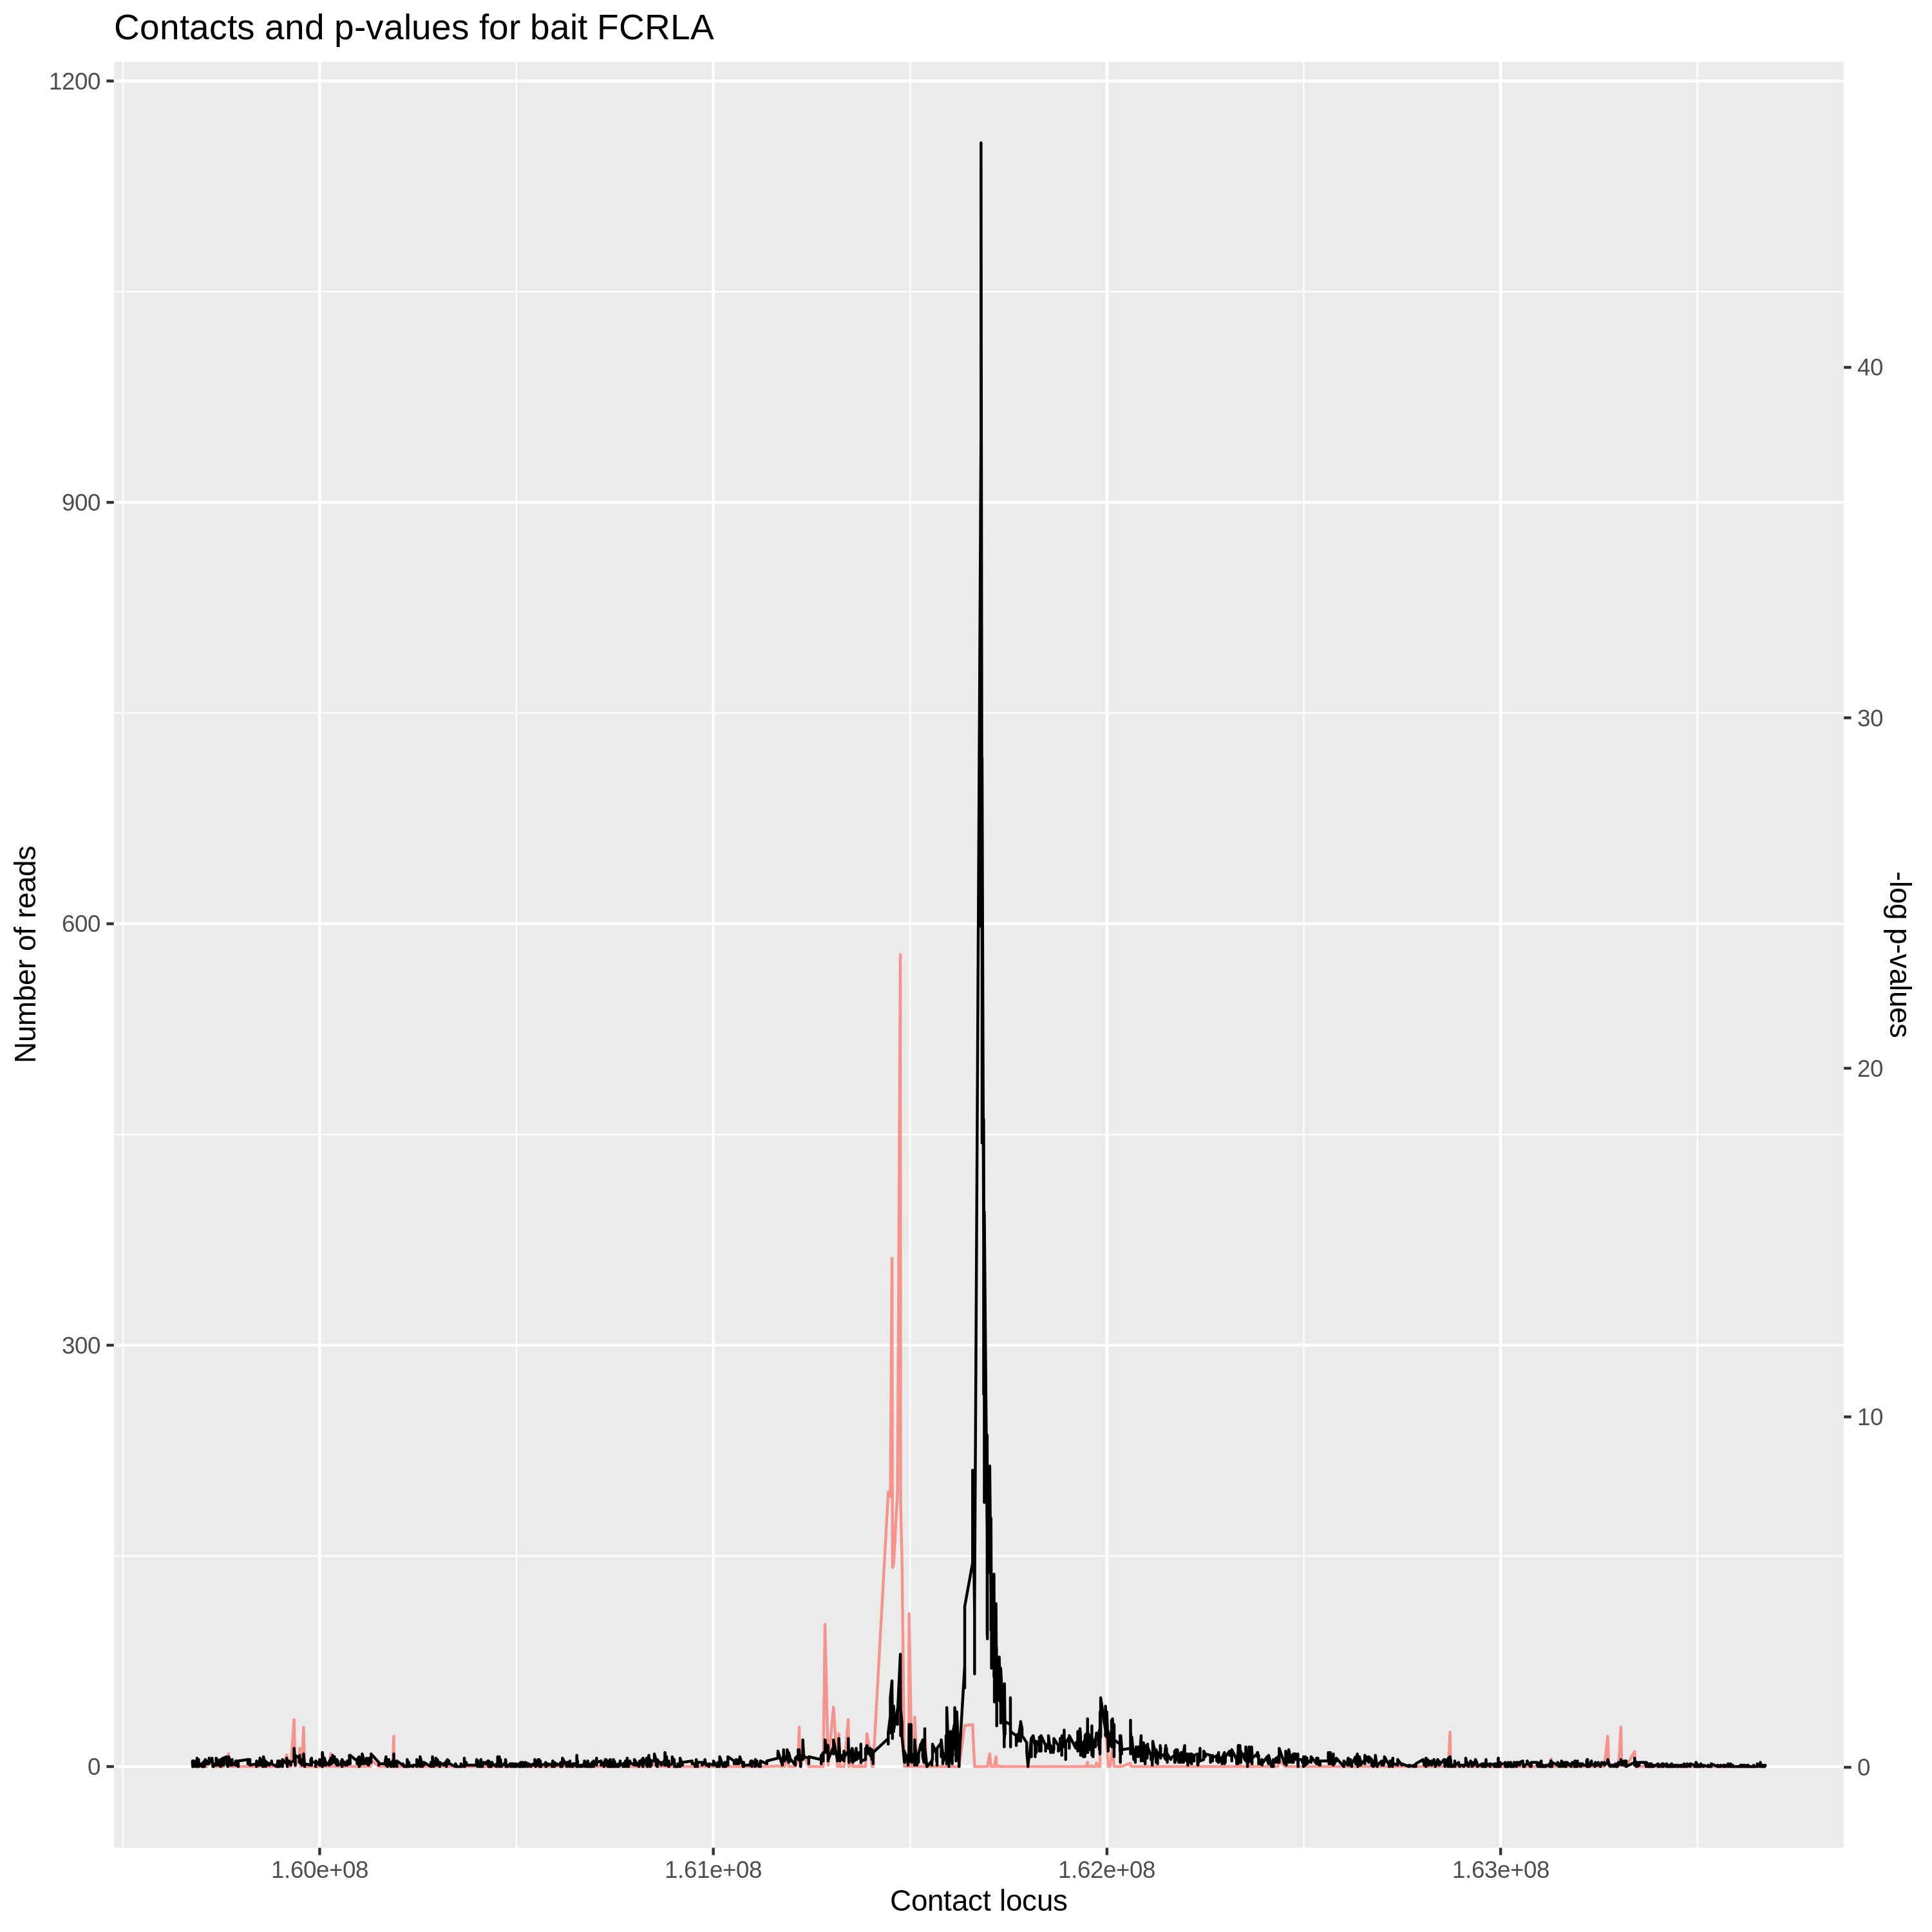 Contacts and p-values for bait FCRLA
1200
900
600
300
0
Number of reads
40
30
20
10
0
-log p-values
1.60e+08 1.61e+08 1.62e+08 1.63e+08
Contact locus